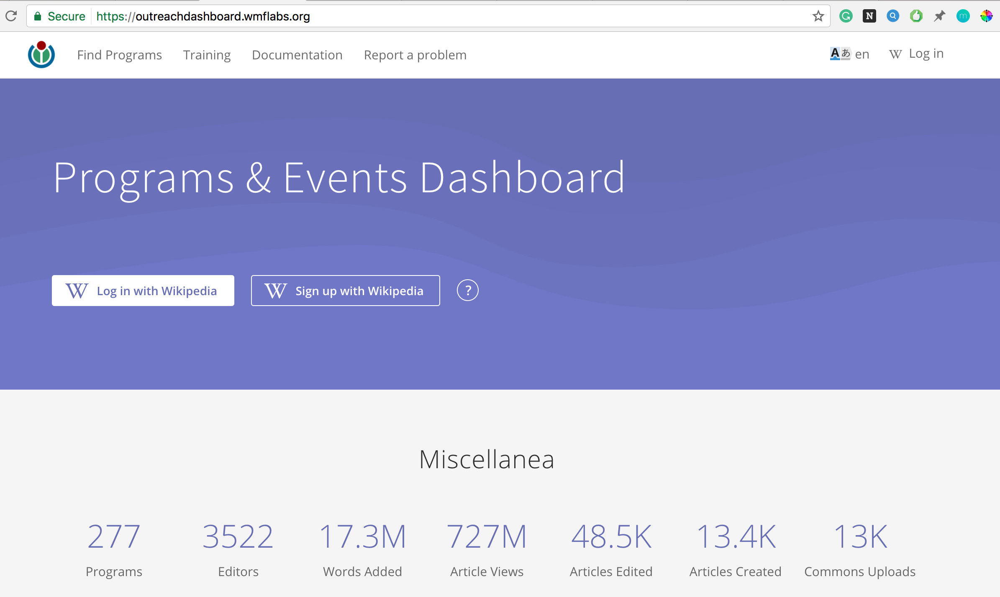 Secure https://outreachdashboard.wmflabs.org
Find Programs Training Documentation Report a problem Aあ en W Log in
Programs & Events Dashboard
W Log in with Wikipedia W Sign up with Wikipedia ?
Miscellanea
277 3522 17.3M 727M 48.5K 13.4K 13K
Programs Editors Words Added Article Views Articles Edited Articles Created Commons Uploads